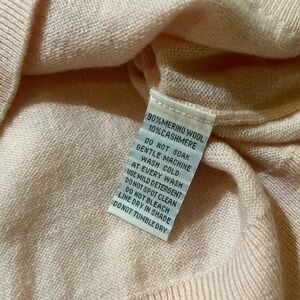 90% MERINO WOOL
10% CASHMERE
DO NOT SOAK
GENTLE MACHINE
WASH COLD
AT EVERY WASH
USE MILD DETERGENT
DO NOT SPOT CLEAN
DO NOT BLEACH
LINE DRY IN SHADE
DO NOT TUMBLE DRY